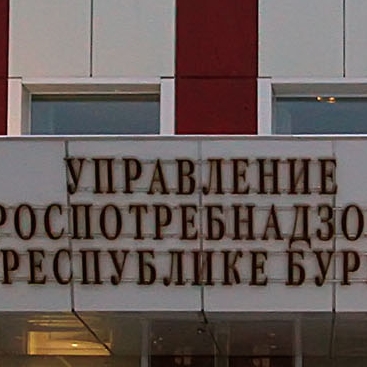 УПРАВЛЕНИЕ
РОСПОТРЕБНАДЗО
РЕСПУБЛИКЕ БУР